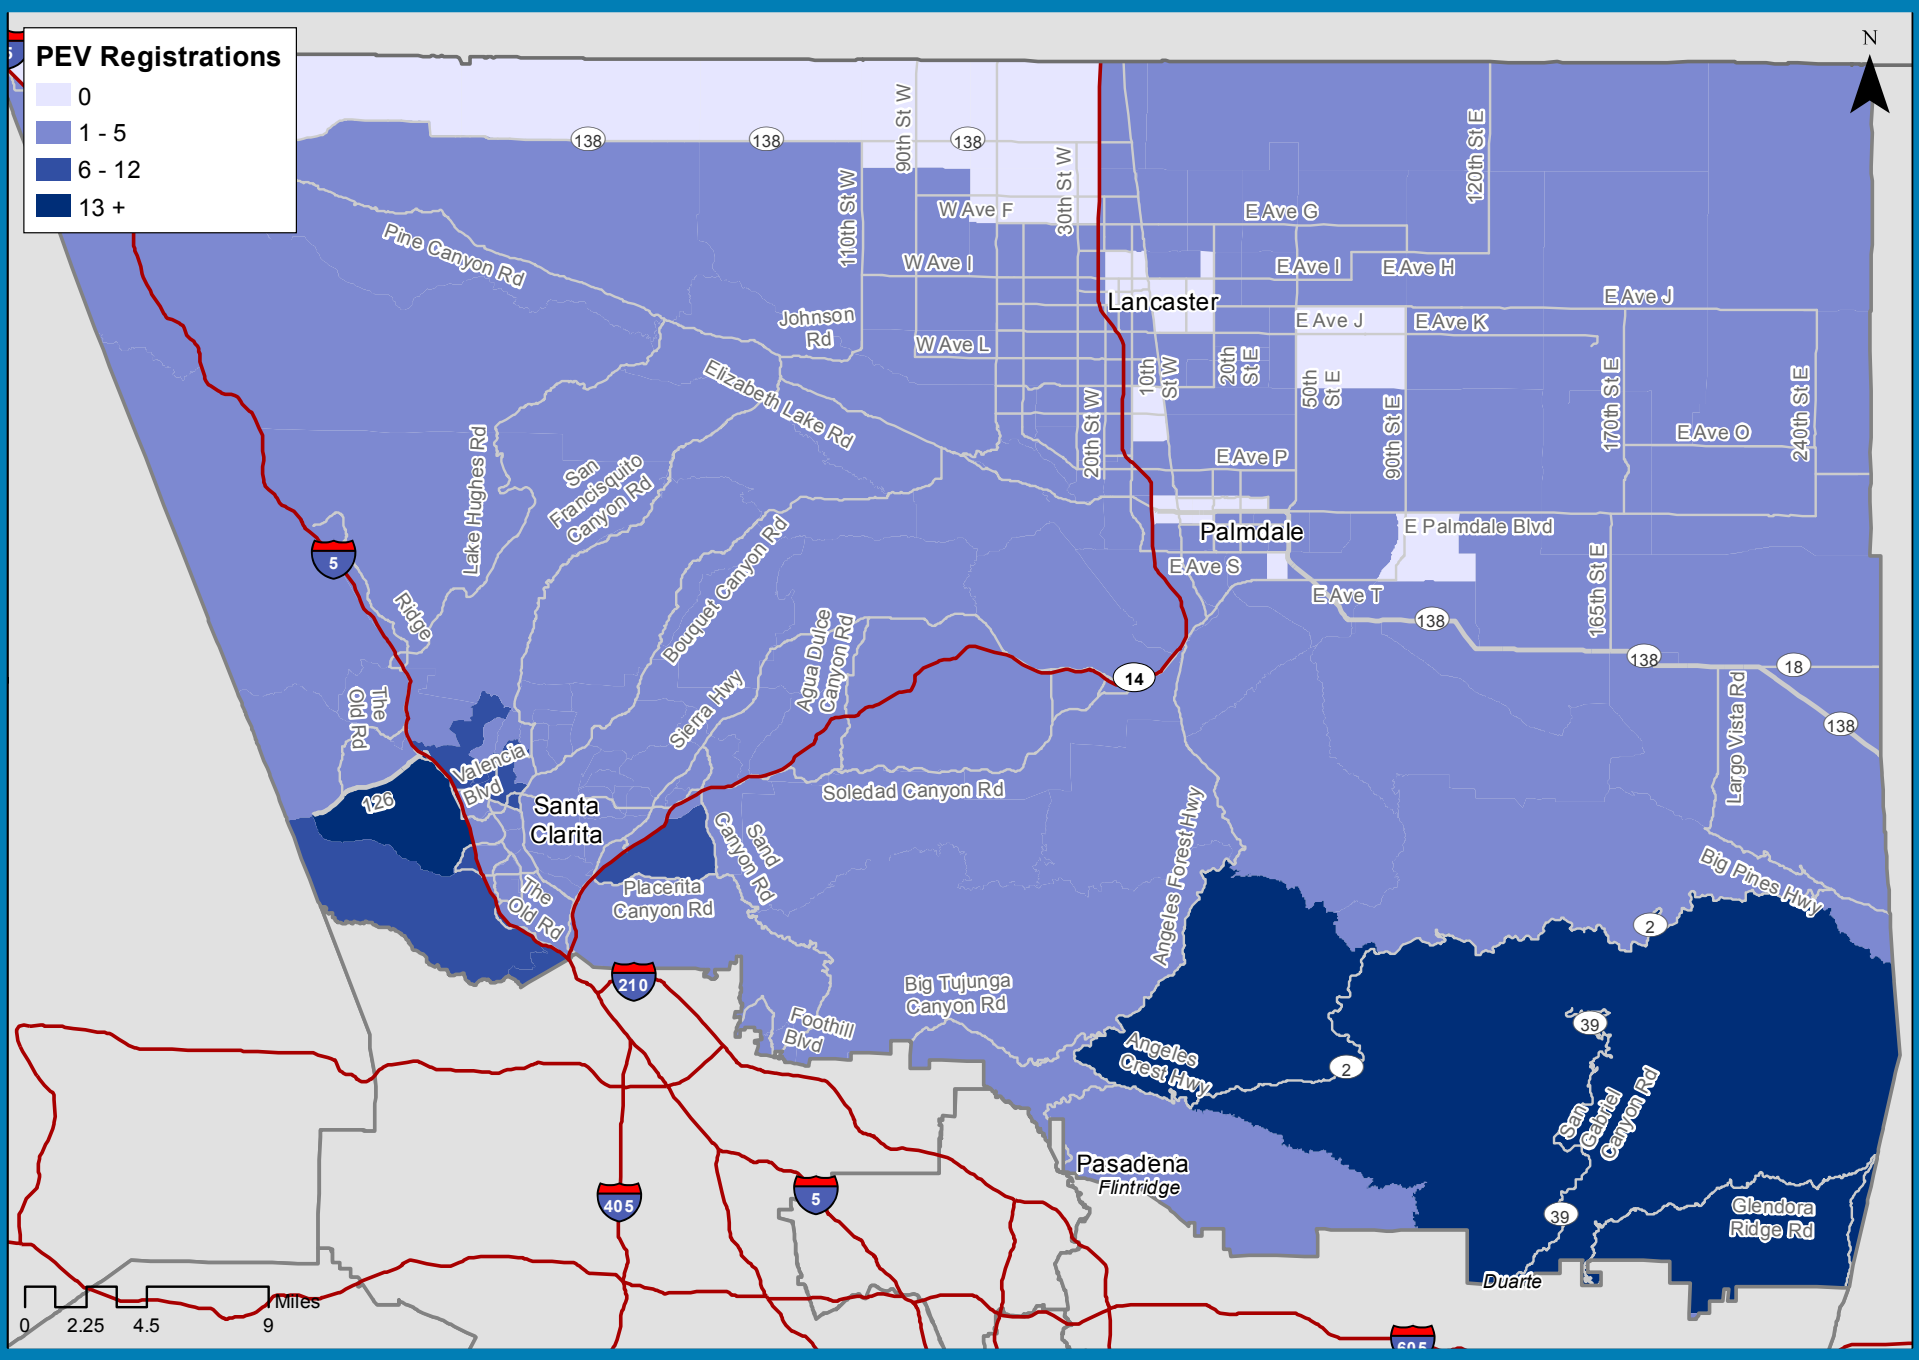 N
PEV Registrations
0
1 - 5
6 - 12
13 +
5
138
138
138
90th St W
30th St W
120th St E
110th St W
W Ave F
E Ave G
Pine Canyon Rd
W Ave I
E Ave I
E Ave H
Lancaster
E Ave J
Johnson
Rd
E Ave J
E Ave K
W Ave L
10th
St W
20th
St E
50th
St E
170th St E
240th St E
Elizabeth Lake Rd
20th St W
90th St E
E Ave O
Lake Hughes Rd
San
Francisquito
Canyon Rd
E Ave P
Bouquet Canyon Rd
Palmdale
E Palmdale Blvd
5
E Ave S
165th St E
Ridge
E Ave T
138
Agua Dulce
Canyon Rd
138
18
14
The
Old Rd
Sierra Hwy
Largo Vista Rd
138
Valencia
Blvd
126
Santa
Clarita
Soledad Canyon Rd
Sand
Canyon Rd
Angeles Forest Hwy
Big Pines Hwy
Placerita
Canyon Rd
The
Old Rd
2
210
Big Tujunga
Canyon Rd
Foothill
Blvd
39
Angeles
Crest Hwy
2
San
Gabriel
Canyon Rd
Pasadena
Flintridge
405
5
39
Glendora
Ridge Rd
Duarte
Miles
0
2.25
4.5
9
605